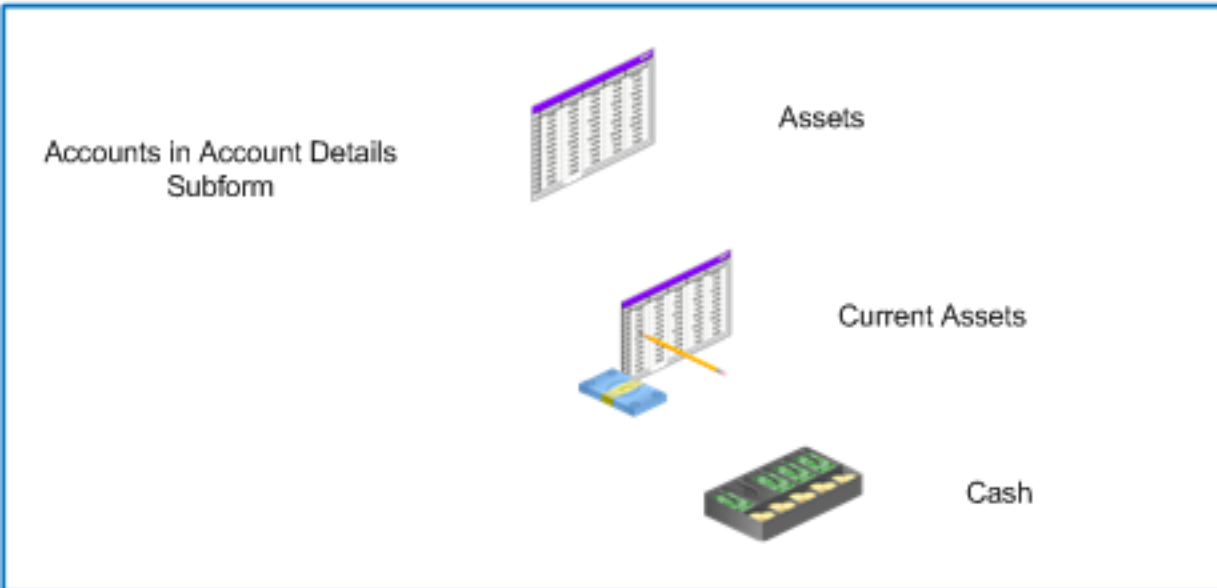 Accounts in Account Details
Subform
Assets
Current Assets
Cash